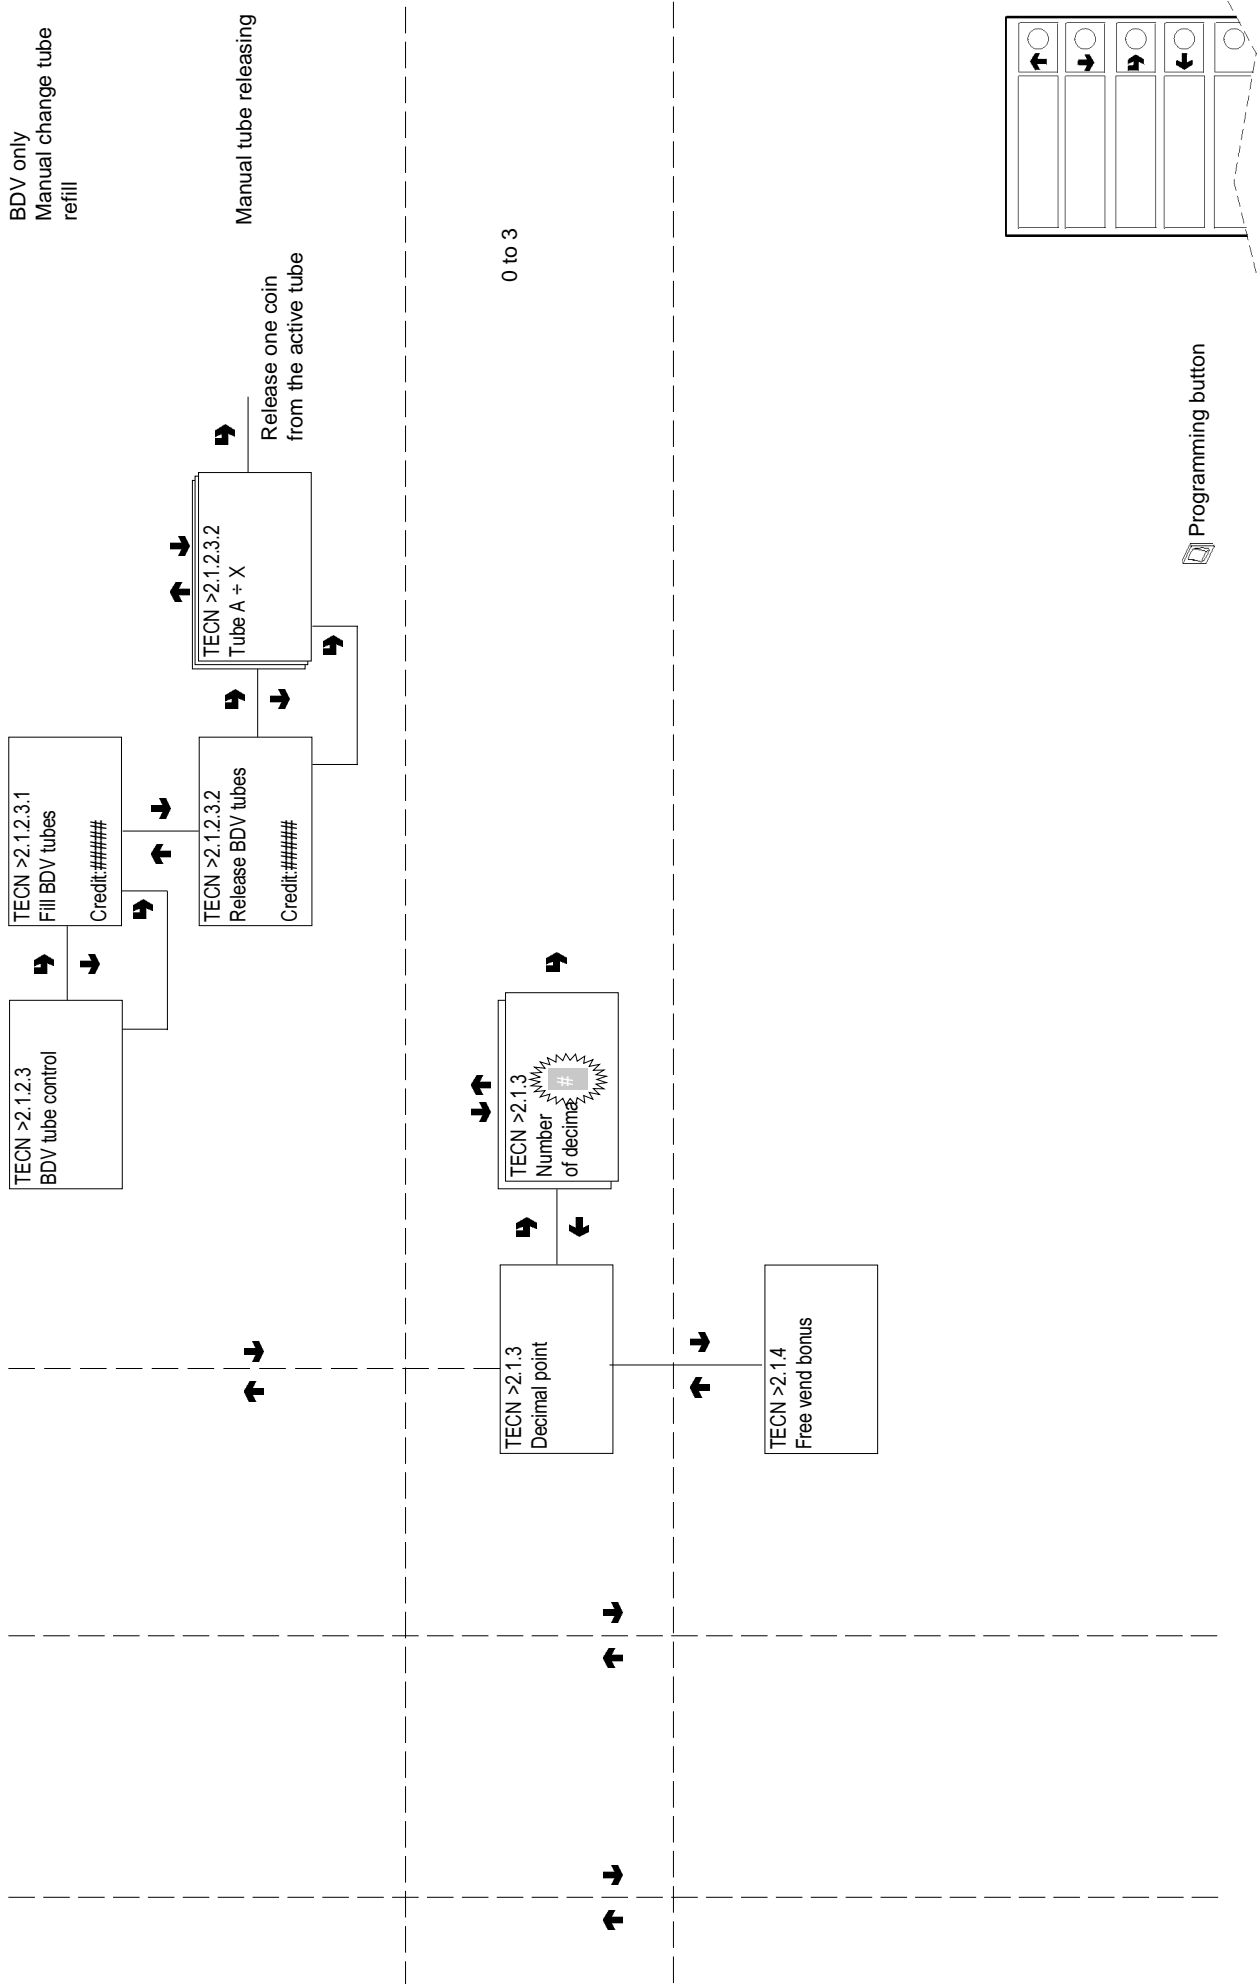 TECN >2.1.2.3
BDV tube control
TECN >2.1.2.3.1
Fill BDV tubes
Credit:#####
BDV only
Manual change tube
refill
TECN >2.1.2.3.2
Release BDV tubes
Credit:#####
TECN >2.1.2.3.2
Tube A ÷ X
Release one coin
from the active tube
Manual tube releasing
TECN >2.1.3
Decimal point
TECN >2.1.3
Number
of decima
#
0 to 3
TECN >2.1.4
Free vend bonus
Programming button